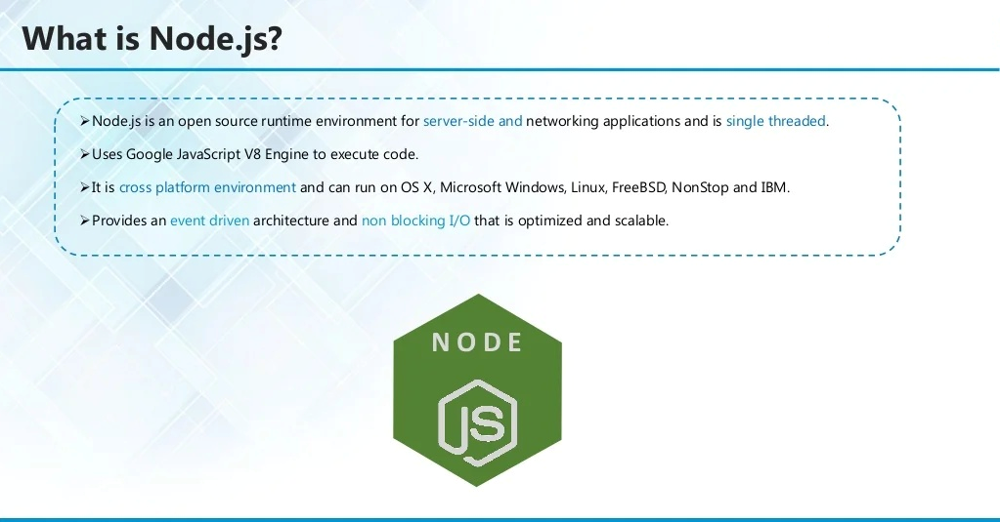 What is Node.js?
➢Node.js is an open source runtime environment for server-side and networking applications and is single threaded.
➢Uses Google JavaScript V8 Engine to execute code.
➢It is cross platform environment and can run on OS X, Microsoft Windows, Linux, FreeBSD, NonStop and IBM.
➢Provides an event driven architecture and non blocking I/O that is optimized and scalable.
NODE
JS